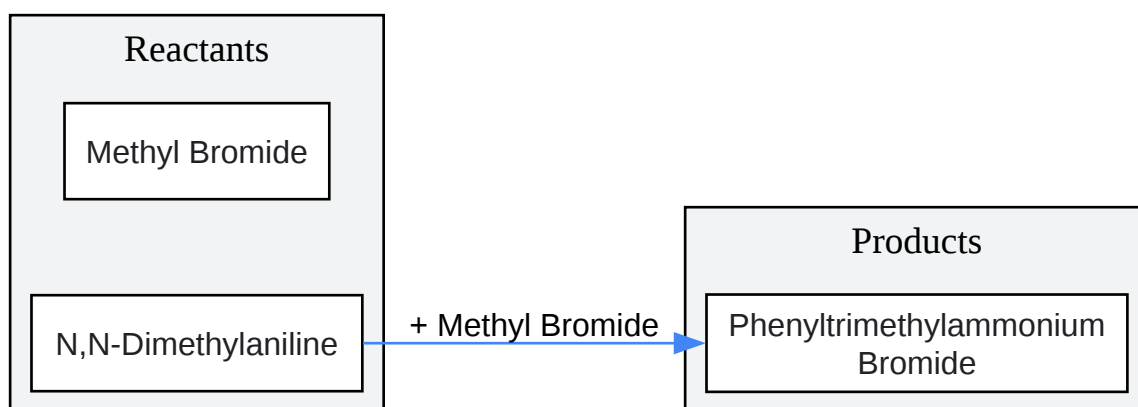 Reactants
Methyl Bromide
Products
N,N-Dimethylaniline
+ Methyl Bromide
Phenyltrimethylammonium
Bromide